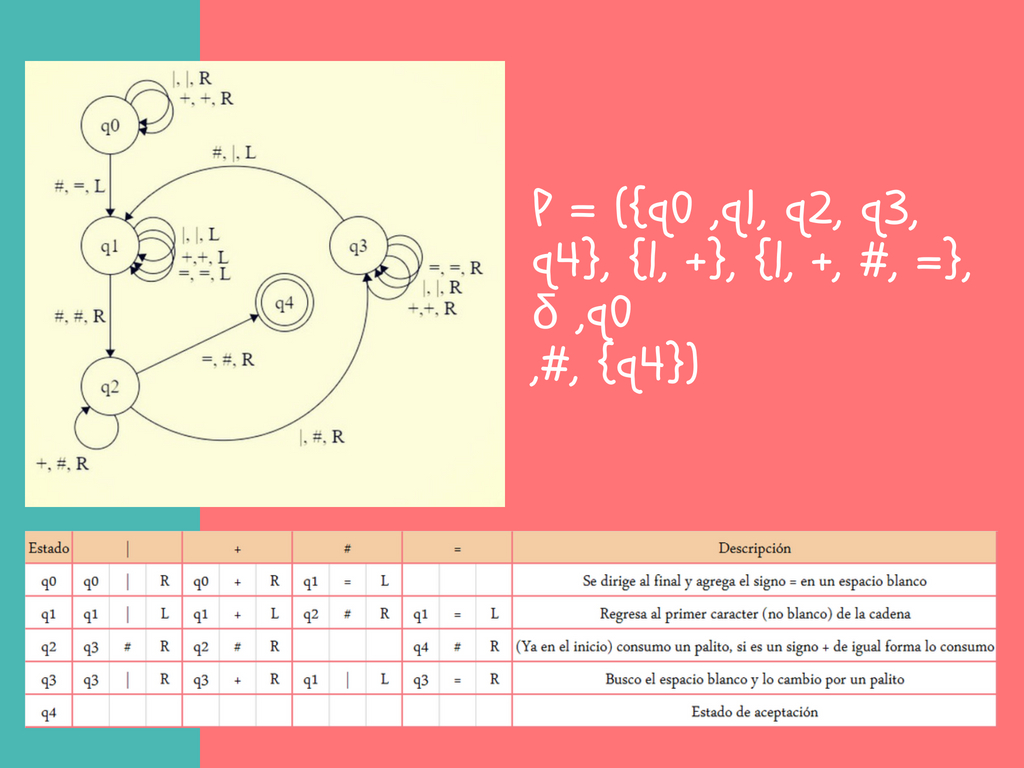 |, |, R
+, +, R
q0
#, |, L
#, =, L
q1
|, |, L
+,+, L
=, =, L
q3
=, =, R
|, |, R
+,+, R
q4
#, #, R
=, #, R
q2
|, #, R
+, #, R
P = ({q0 ,q1, q2, q3,
q4}, {|, +}, {|, +, #, =},
δ ,q0
,#, {q4})
Estado | + # = Descripción
q0 q0 | R q0 + R q1 = L Se dirige al final y agrega el signo = en un espacio blanco
q1 q1 | L q1 + L q2 # R q1 = L Regresa al primer caracter (no blanco) de la cadena
q2 q3 # R q2 # R q4 # R (Ya en el inicio) consumo un palito, si es un signo + de igual forma lo consumo
q3 q3 | R q3 + R q1 | L q3 = R Busco el espacio blanco y lo cambio por un palito
q4 Estado de aceptación